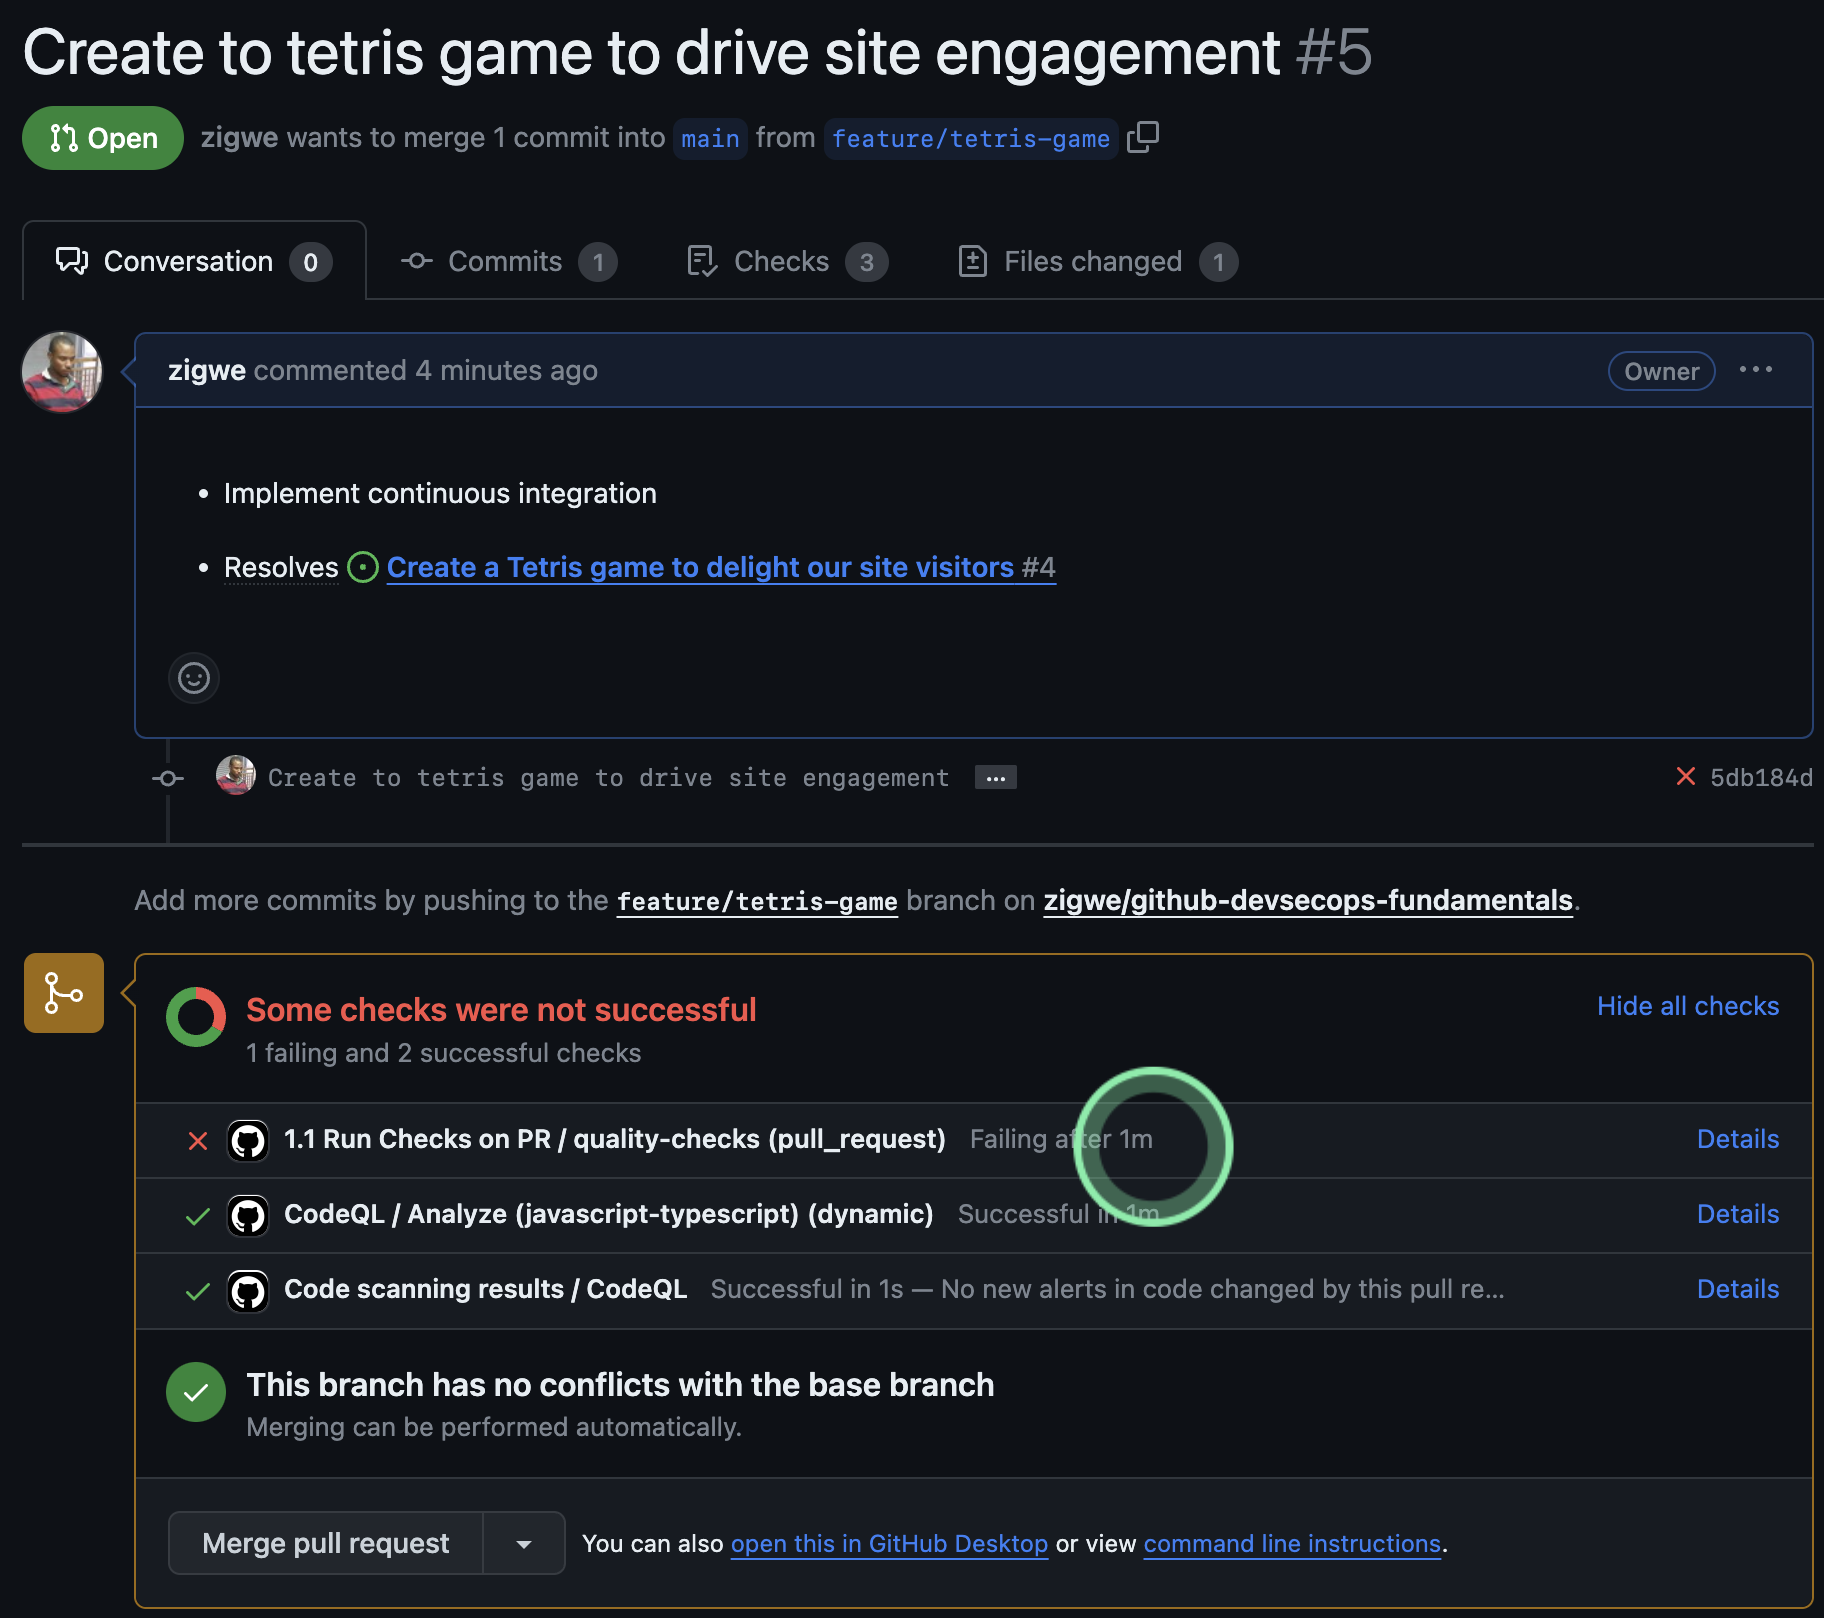 Create to tetris game to drive site engagement #5
Open zigwe wants to merge 1 commit into main from feature/tetris-game
Conversation 0 Commits 1 Checks 3 Files changed 1
zigwe commented 4 minutes ago Owner ...
• Implement continuous integration
• Resolves Create a Tetris game to delight our site visitors #4
Create to tetris game to drive site engagement ... 5db184d
Add more commits by pushing to the feature/tetris-game branch on zigwe/github-devsecops-fundamentals.
Some checks were not successful Hide all checks
1 failing and 2 successful checks
1.1 Run Checks on PR / quality-checks (pull_request) Failing after 1m Details
CodeQL / Analyze (javascript-typescript) (dynamic) Successful in 1m Details
Code scanning results / CodeQL Successful in 1s — No new alerts in code changed by this pull re... Details
This branch has no conflicts with the base branch
Merging can be performed automatically.
Merge pull request You can also open this in GitHub Desktop or view command line instructions.